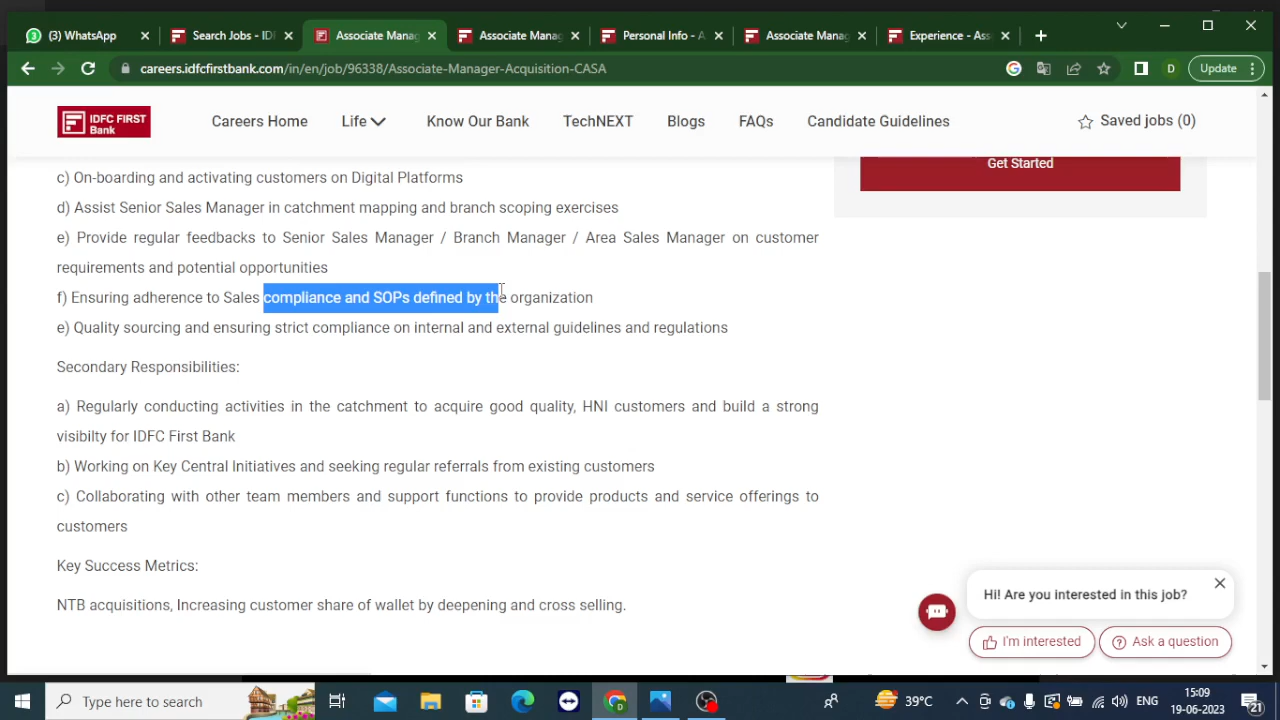 (3) WhatsApp
Search Jobs - ID
Associate Manag
Associate Manag
Personal Info - A
Associate Manag
Experience - Ass
careers.idfcfirstbank.com/in/en/job/96338/Associate-Manager-Acquisition-CASA
D
Update
IDFC FIRST
Bank
Careers Home
Life
Know Our Bank
TechNEXT
Blogs
FAQs
Candidate Guidelines
Saved jobs (0)
Get Started
c) On-boarding and activating customers on Digital Platforms
d) Assist Senior Sales Manager in catchment mapping and branch scoping exercises
e) Provide regular feedbacks to Senior Sales Manager / Branch Manager / Area Sales Manager on customer
requirements and potential opportunities
f) Ensuring adherence to Sales compliance and SOPs defined by the organization
e) Quality sourcing and ensuring strict compliance on internal and external guidelines and regulations
Secondary Responsibilities:
a) Regularly conducting activities in the catchment to acquire good quality, HNI customers and build a strong
visibilty for IDFC First Bank
b) Working on Key Central Initiatives and seeking regular referrals from existing customers
c) Collaborating with other team members and support functions to provide products and service offerings to
customers
Key Success Metrics:
NTB acquisitions, Increasing customer share of wallet by deepening and cross selling.
Hi! Are you interested in this job?
I'm interested
Ask a question
Type here to search
39°C
ENG
15:09
19-06-2023
21